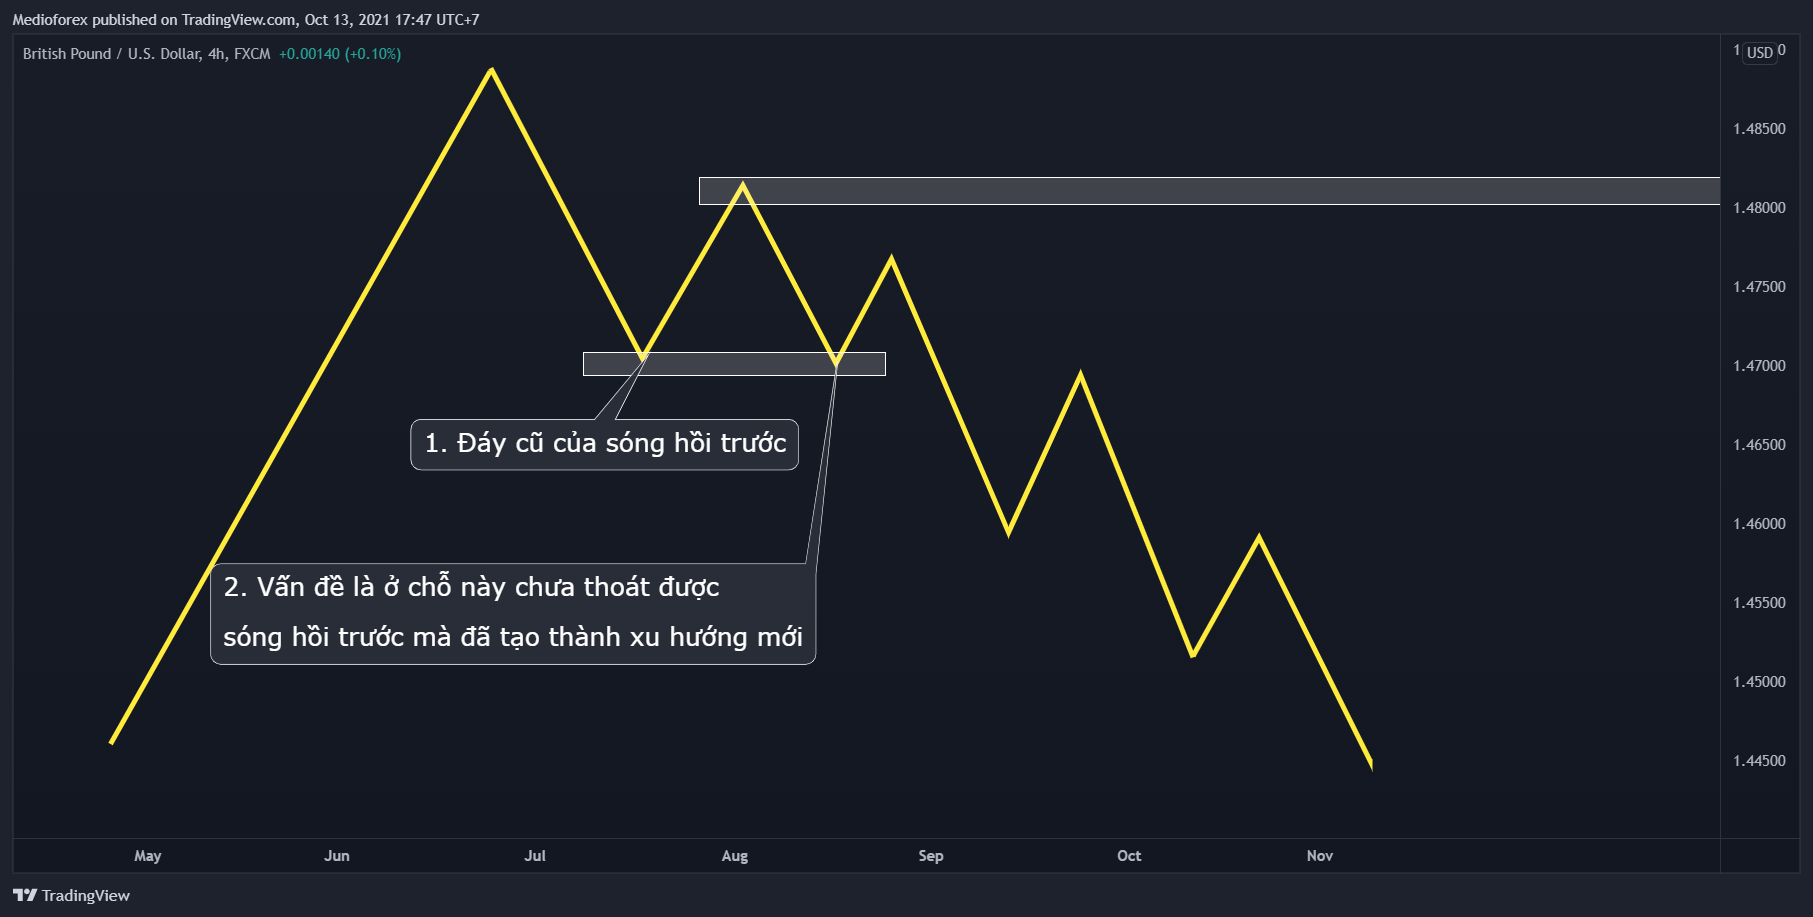 Medioforex published on TradingView.com, Oct 13, 2021 17:47 UTC+7
British Pound / U.S. Dollar, 4h, FXCM +0.00140 (+0.10%)
USD
1.48500
1.48000
1.47500
1.47000
1. Đáy cũ của sóng hồi trước
1.46500
1.46000
2. Vấn đề là ở chỗ này chưa thoát được
sóng hồi trước mà đã tạo thành xu hướng mới
1.45500
1.45000
1.44500
May Jun Jul Aug Sep Oct Nov
TradingView